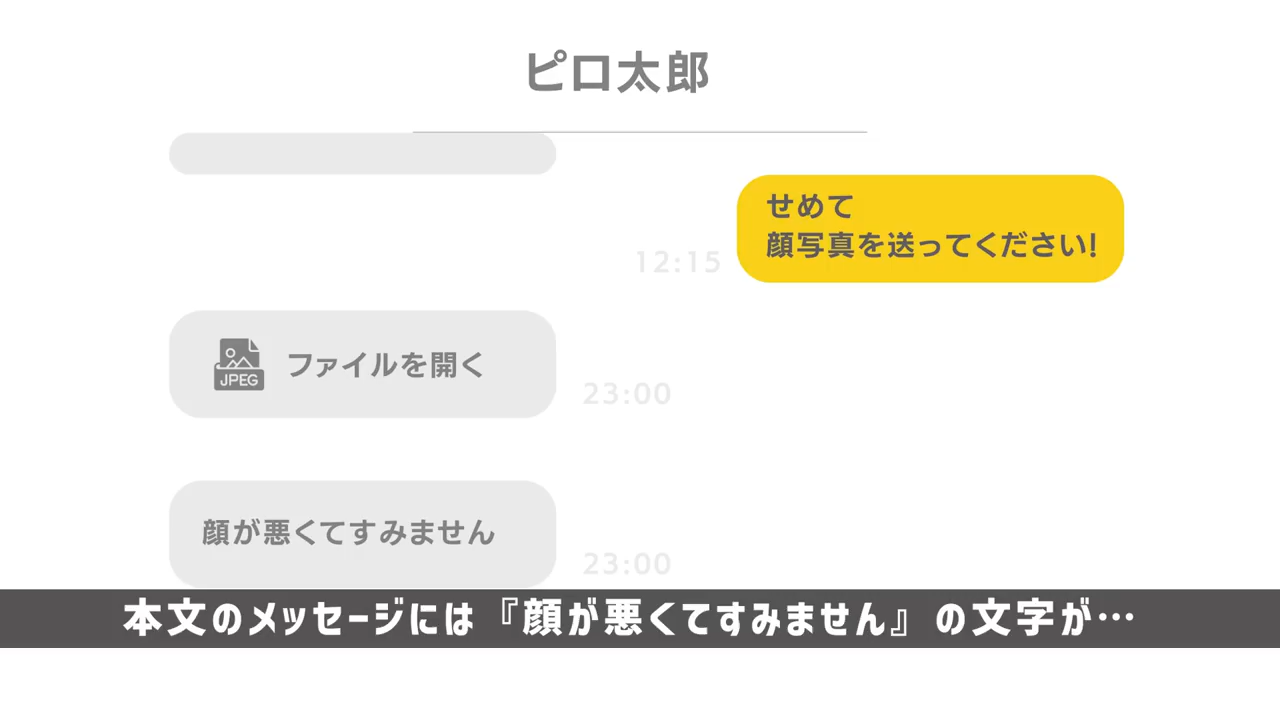 ピロ太郎
せめて
顔写真を送ってください!
12:15
JPEG
ファイルを開く
23:00
顔が悪くてすみません
23:00
本文のメッセージには『顔が悪くてすみません』の文字が…